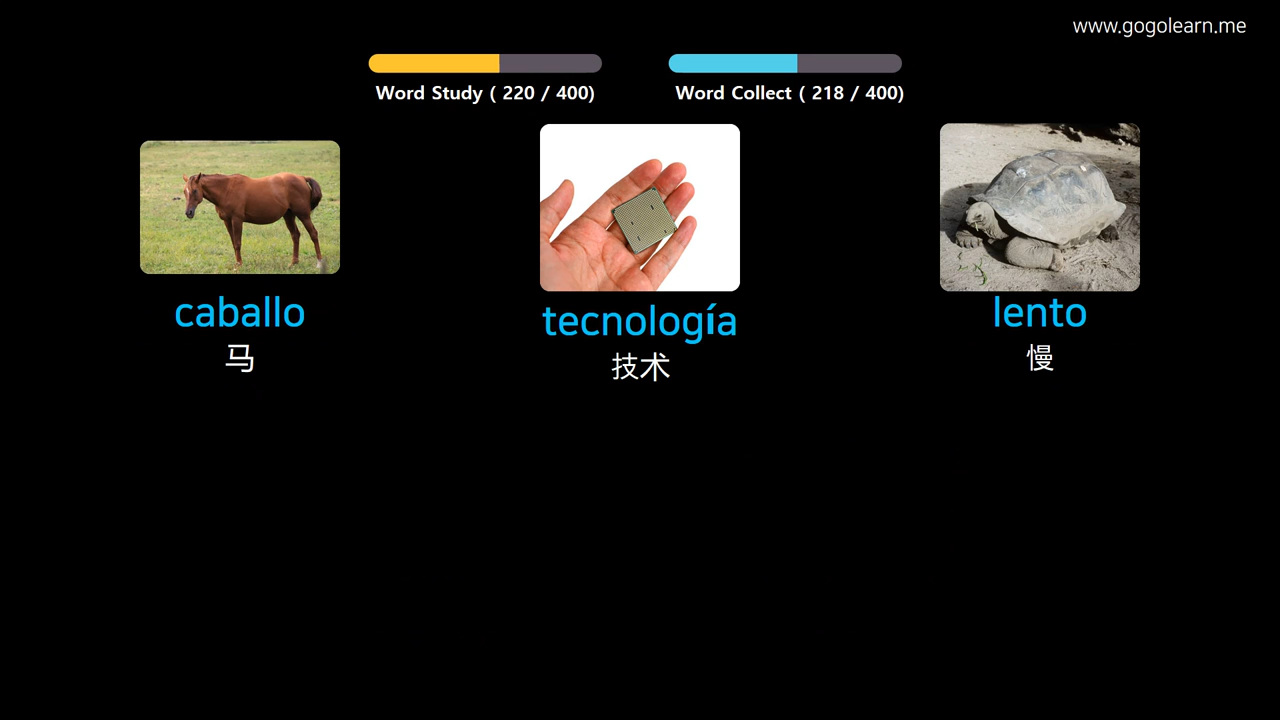 www.gogolearn.me
Word Study ( 220 / 400)
Word Collect ( 218 / 400)
caballo
马
tecnología
技术
lento
慢